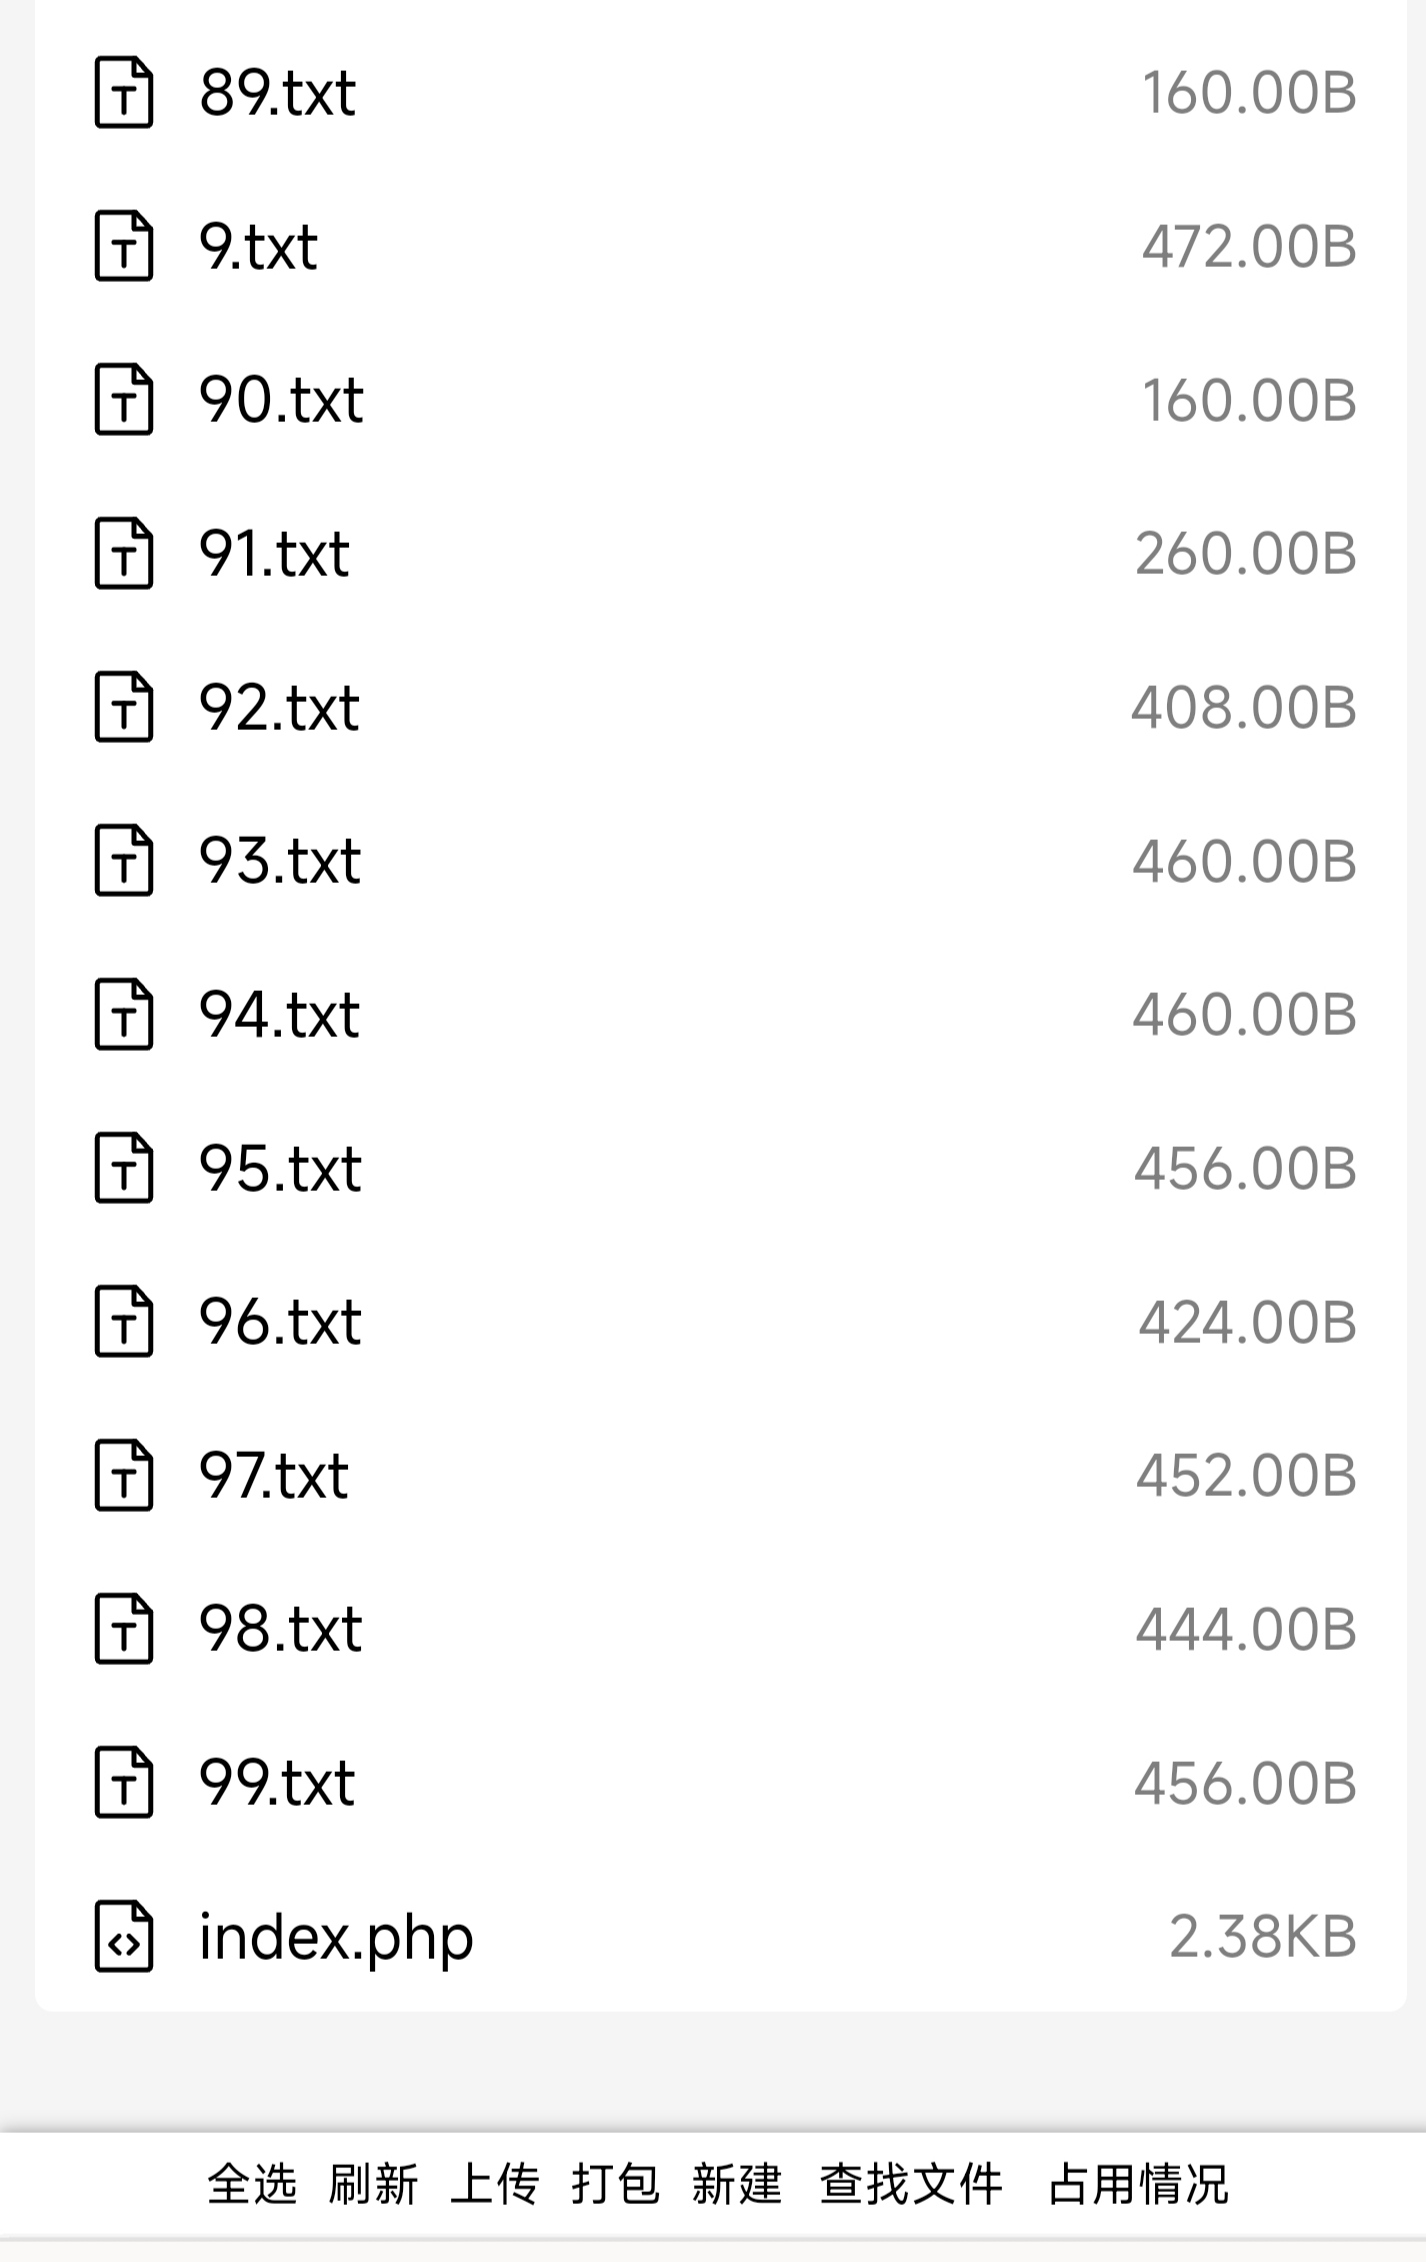 89.txt 160.00B
9.txt 472.00B
90.txt 160.00B
91.txt 260.00B
92.txt 408.00B
93.txt 460.00B
94.txt 460.00B
95.txt 456.00B
96.txt 424.00B
97.txt 452.00B
98.txt 444.00B
99.txt 456.00B
index.php 2.38KB
全选 刷新 上传 打包 新建 查找文件 占用情况